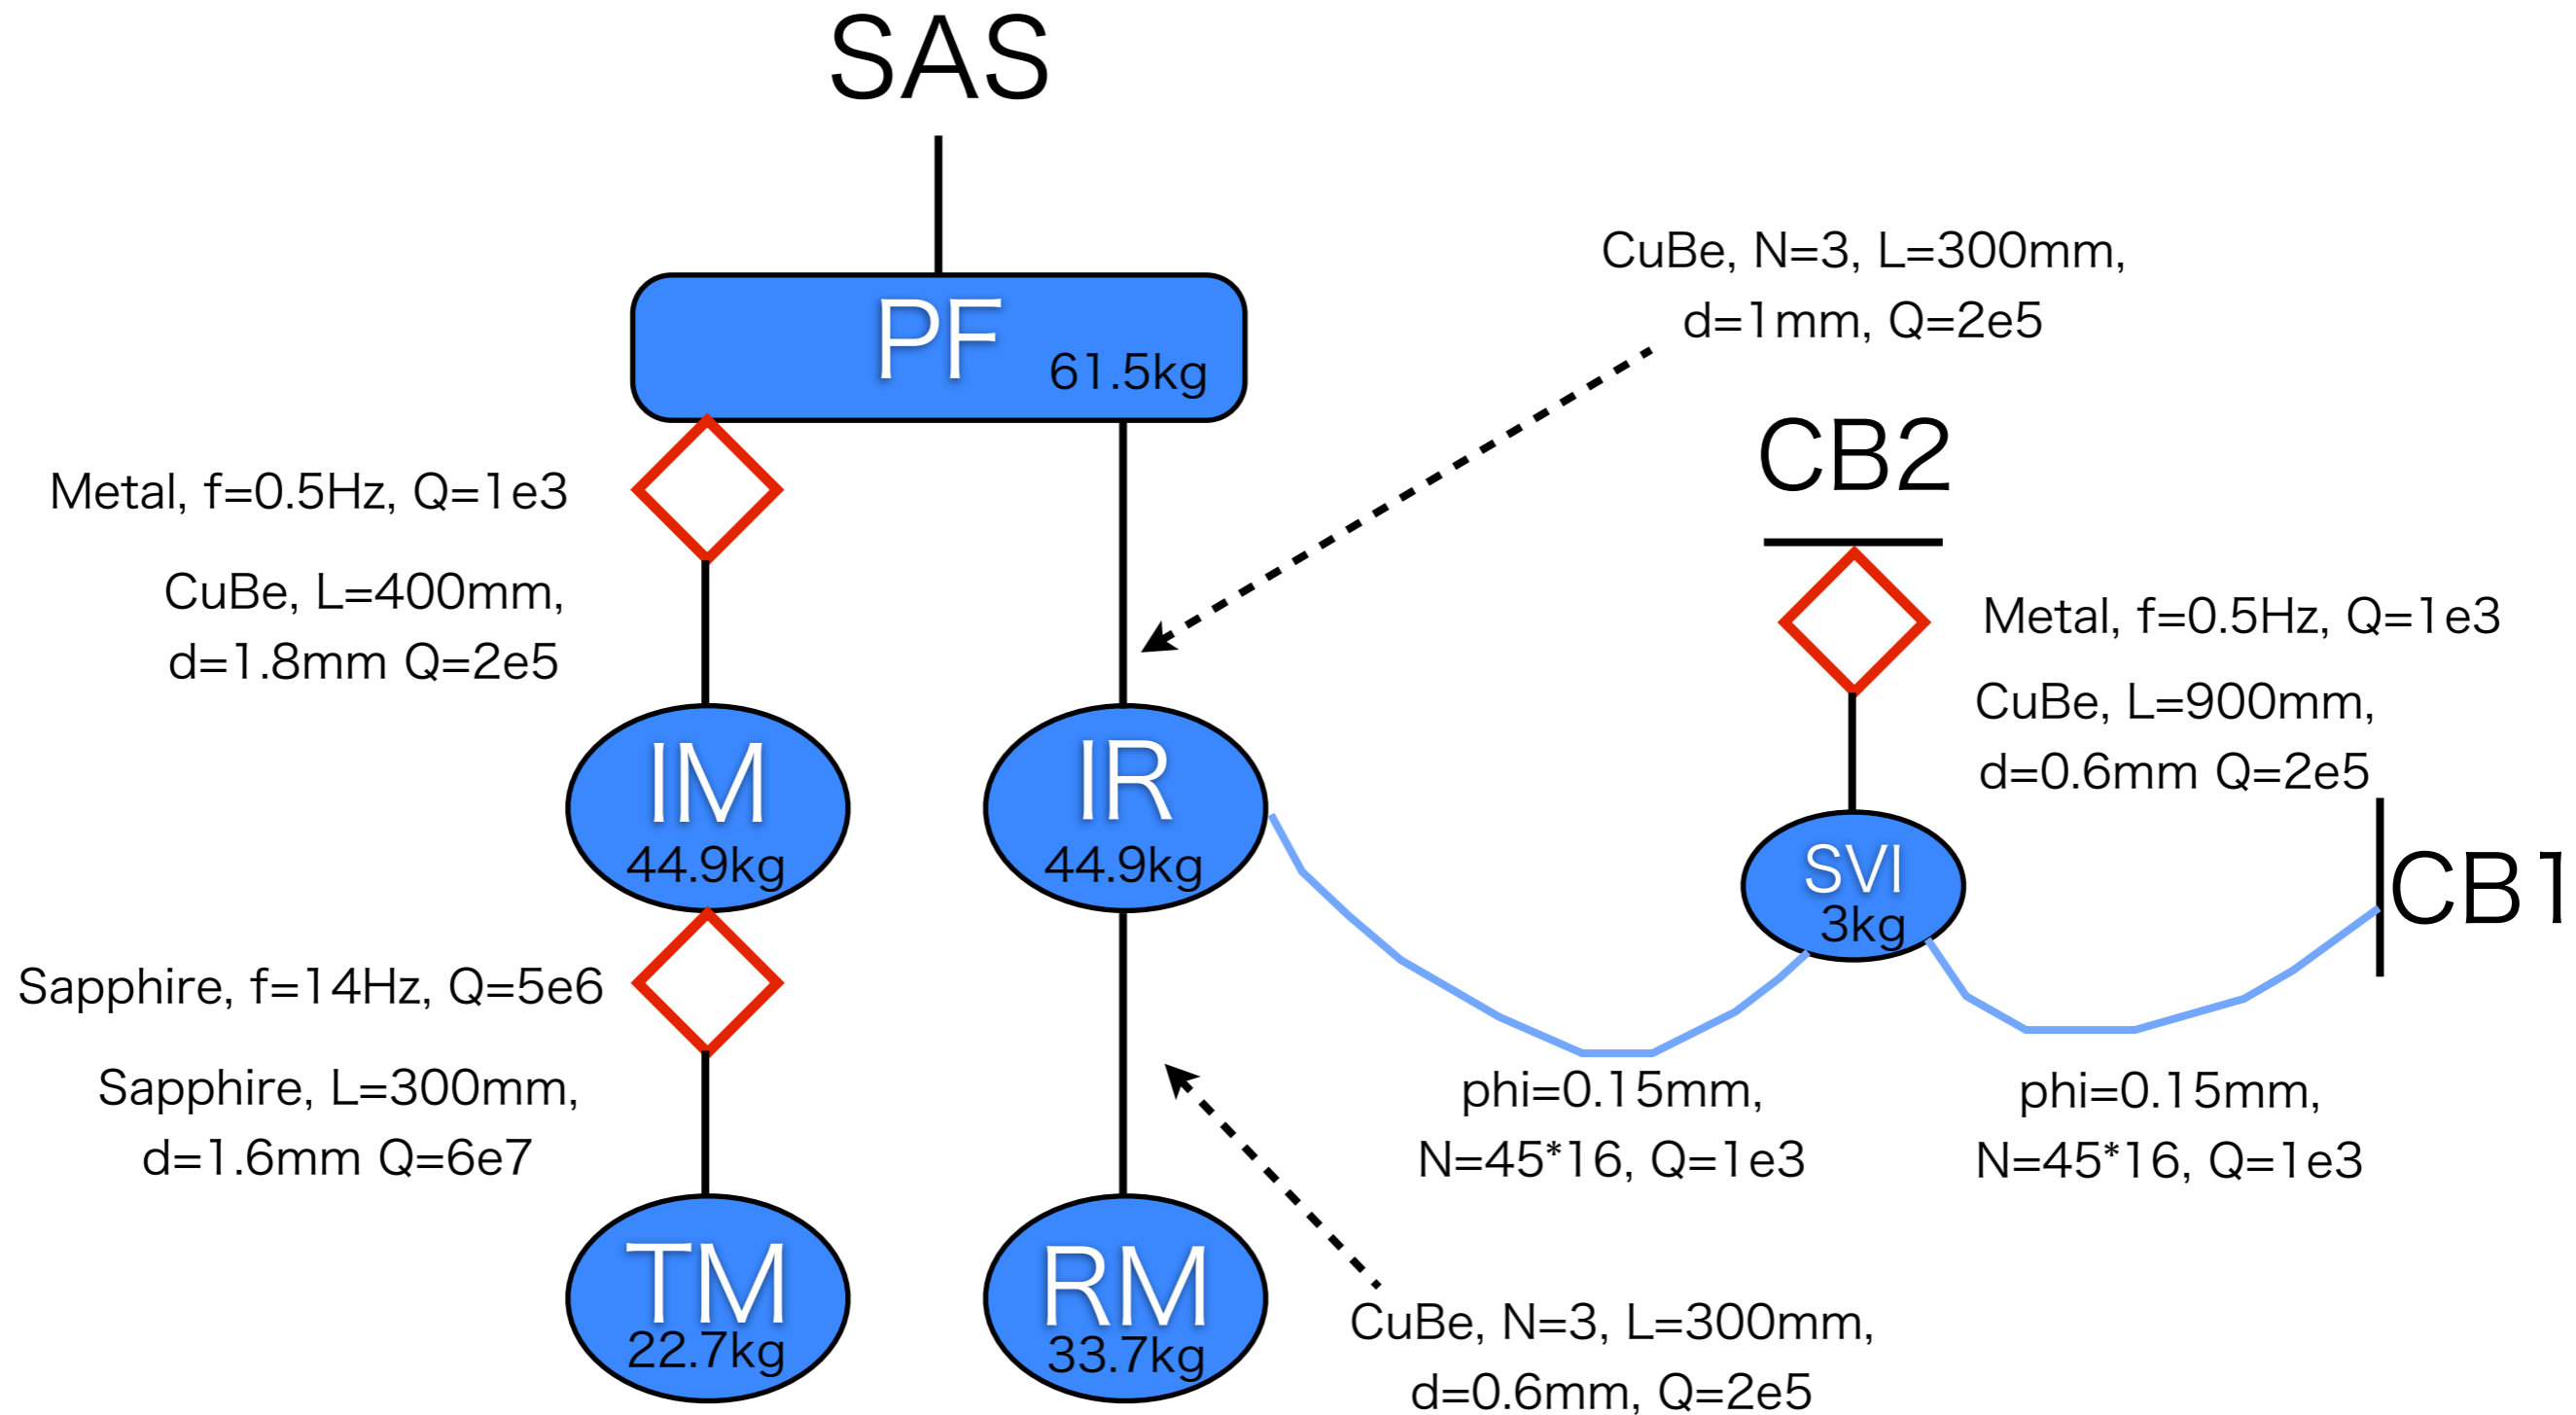 SAS
PF
61.5kg
CuBe, N=3, L=300mm,
d=1mm, Q=2e5
CB2
Metal, f=0.5Hz, Q=1e3
CuBe, L=400mm,
d=1.8mm Q=2e5
Metal, f=0.5Hz, Q=1e3
CuBe, L=900mm,
d=0.6mm Q=2e5
IM
44.9kg
IR
44.9kg
SVI
3kg
CB1
Sapphire, f=14Hz, Q=5e6
Sapphire, L=300mm,
d=1.6mm Q=6e7
phi=0.15mm,
N=45*16, Q=1e3
phi=0.15mm,
N=45*16, Q=1e3
TM
22.7kg
RM
33.7kg
CuBe, N=3, L=300mm,
d=0.6mm, Q=2e5